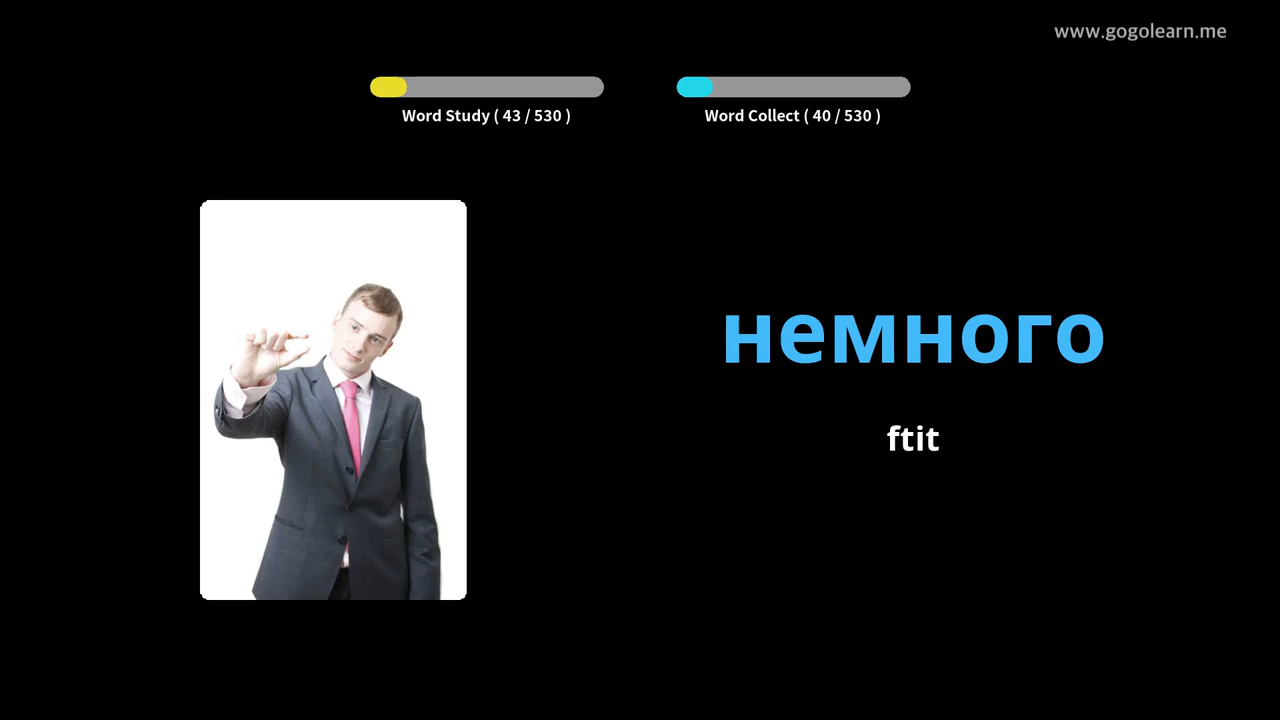 www.gogolearn.me
Word Study ( 43 / 530 )
Word Collect ( 40 / 530 )
немного
ftit